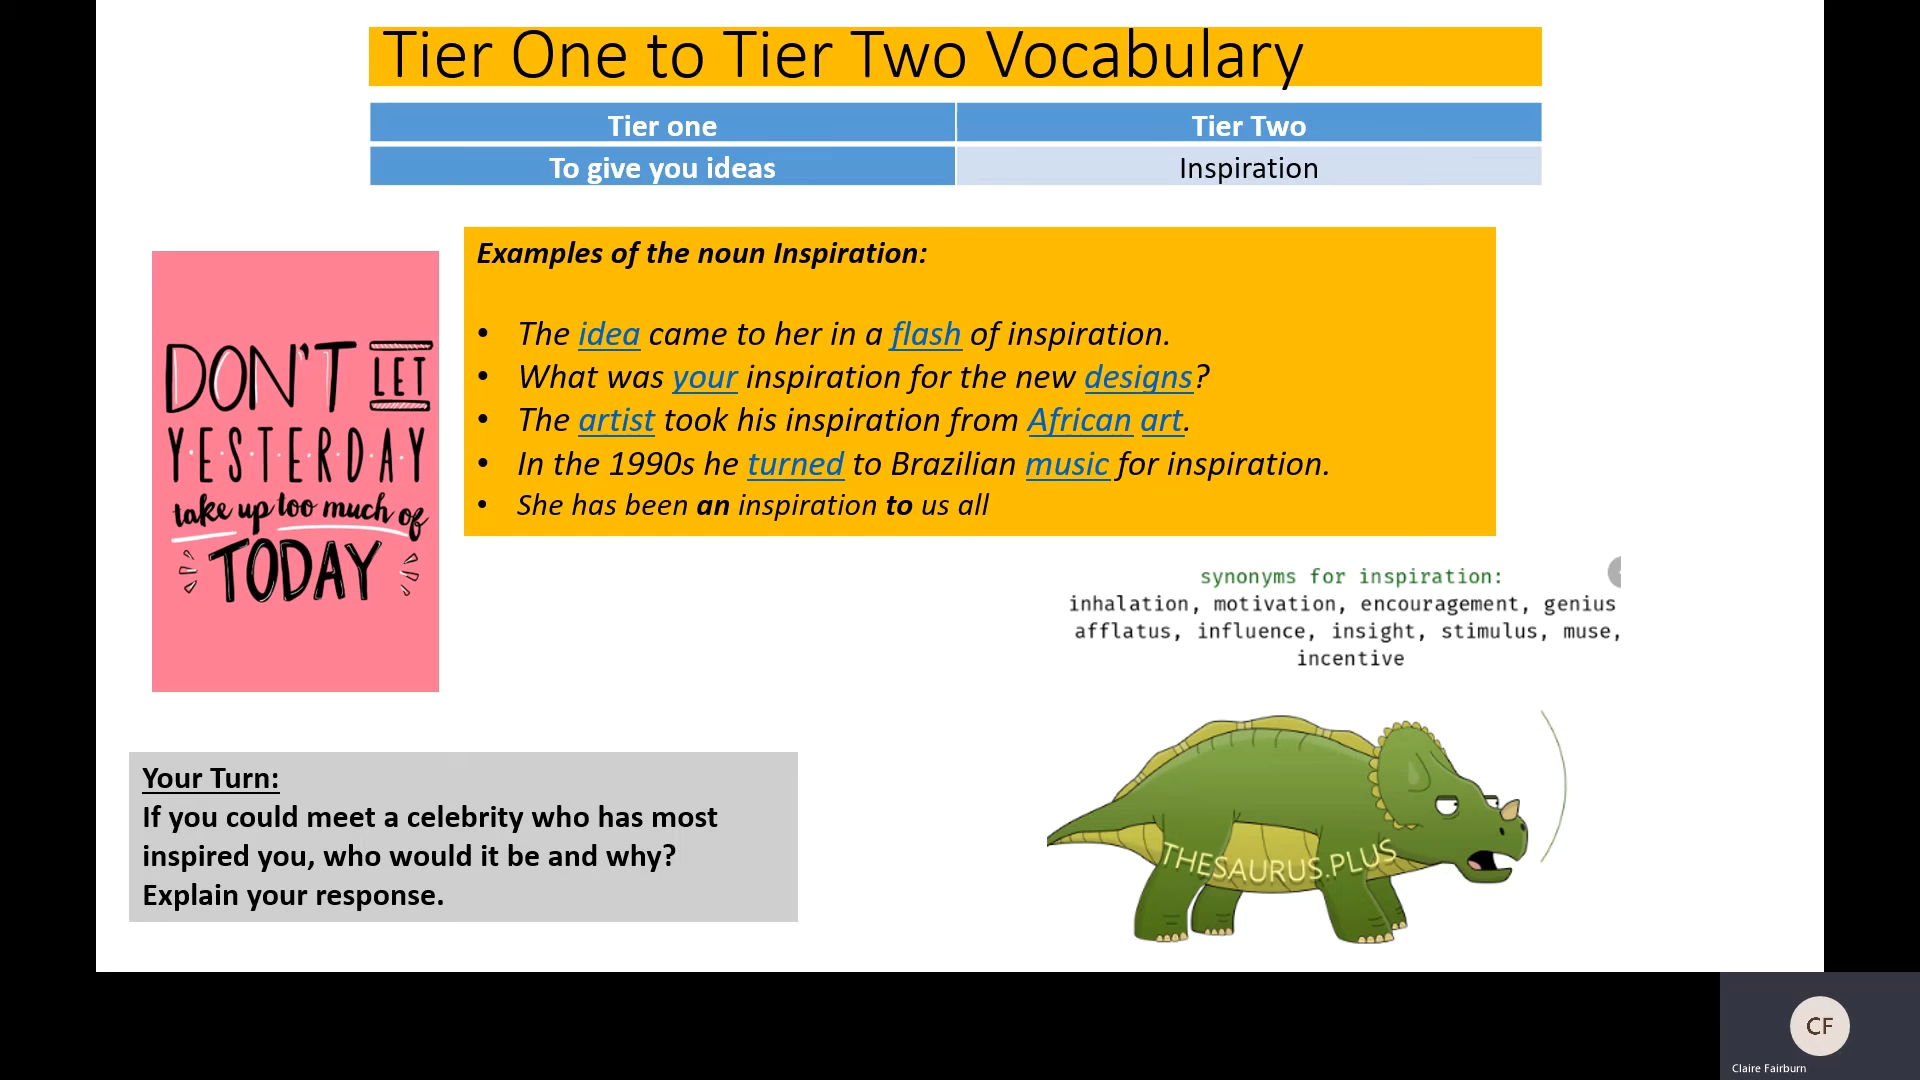 Tier One to Tier Two Vocabulary
Tier one
Tier Two
To give you ideas
Inspiration
DON'T LET
YESTERDAY
take up too much of
TODAY
Examples of the noun Inspiration:
• The idea came to her in a flash of inspiration.
• What was your inspiration for the new designs?
• The artist took his inspiration from African art.
• In the 1990s he turned to Brazilian music for inspiration.
• She has been an inspiration to us all
synonyms for inspiration:
inhalation, motivation, encouragement, genius
afflatus, influence, insight, stimulus, muse,
incentive
THESAURUS.PLUS
Your Turn:
If you could meet a celebrity who has most
inspired you, who would it be and why?
Explain your response.
CF
Claire Fairburn